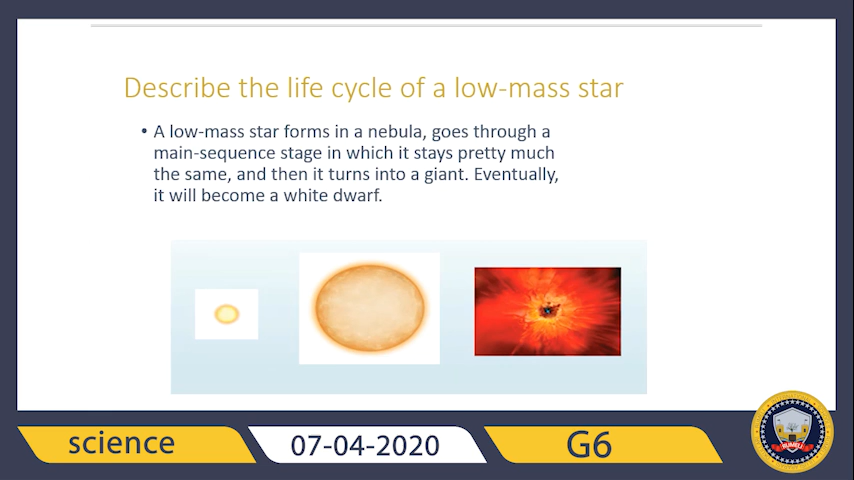 Describe the life cycle of a low-mass star
• A low-mass star forms in a nebula, goes through a
main-sequence stage in which it stays pretty much
the same, and then it turns into a giant. Eventually,
it will become a white dwarf.
science
07-04-2020
G6
RUMELI